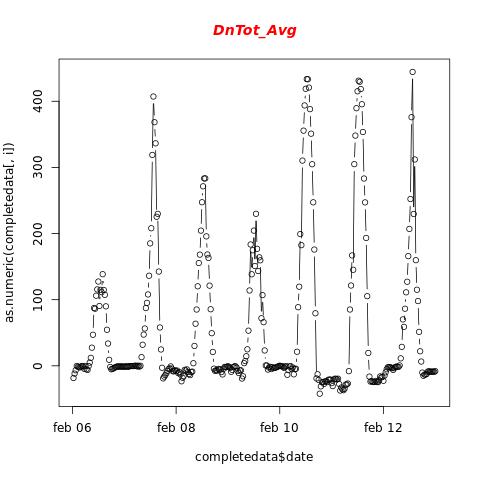 DnTot_Avg
as.numeric(completedata[, i])
400
300
200
100
0
feb 06
feb 08
feb 10
feb 12
completedata$date